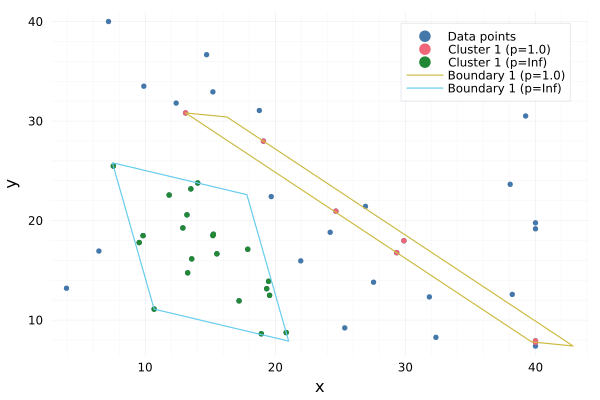 40
30
20
10
y
Data points
Cluster 1 (p=1.0)
Cluster 1 (p=Inf)
Boundary 1 (p=1.0)
Boundary 1 (p=Inf)
10
20
30
40
x